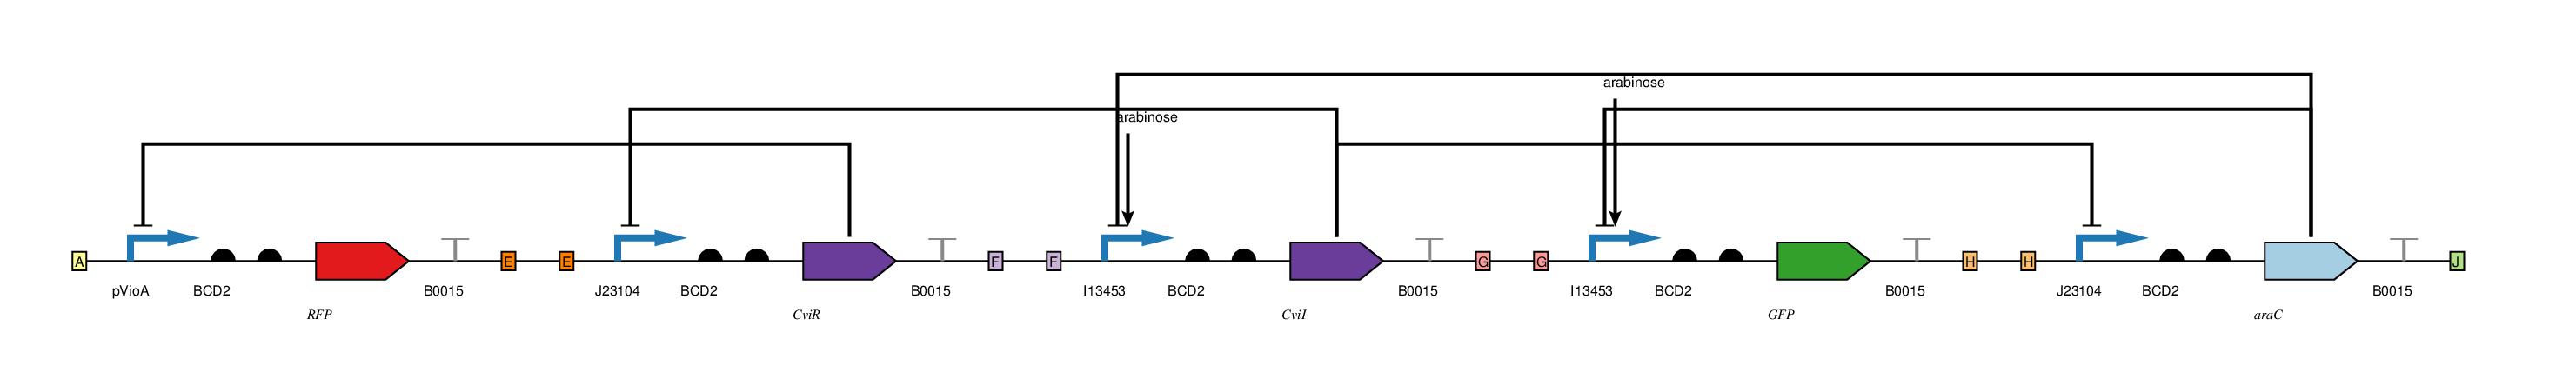 arabinose
arabinose
A E E F F G G H H J
pVioA BCD2 B0015 J23104 BCD2 B0015 I13453 BCD2 B0015 I13453 BCD2 B0015 J23104 BCD2 B0015
RFP CviR CviI GFP araC